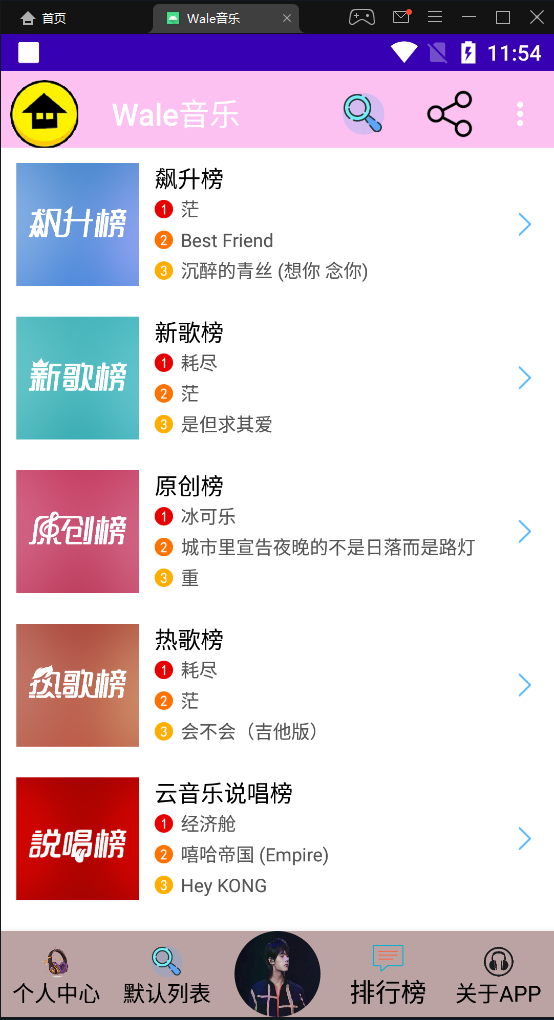 首页
Wale音乐
11:54
Wale音乐
飙升榜
飙升榜
1 茫
2 Best Friend
3 沉醉的青丝 (想你 念你)
新歌榜
新歌榜
1 耗尽
2 茫
3 是但求其爱
原创榜
原创榜
1 冰可乐
2 城市里宣告夜晚的不是日落而是路灯
3 重
热歌榜
热歌榜
1 耗尽
2 茫
3 会不会（吉他版）
説唱榜
云音乐说唱榜
1 经济舱
2 嘻哈帝国 (Empire)
3 Hey KONG
个人中心
默认列表
排行榜
关于APP